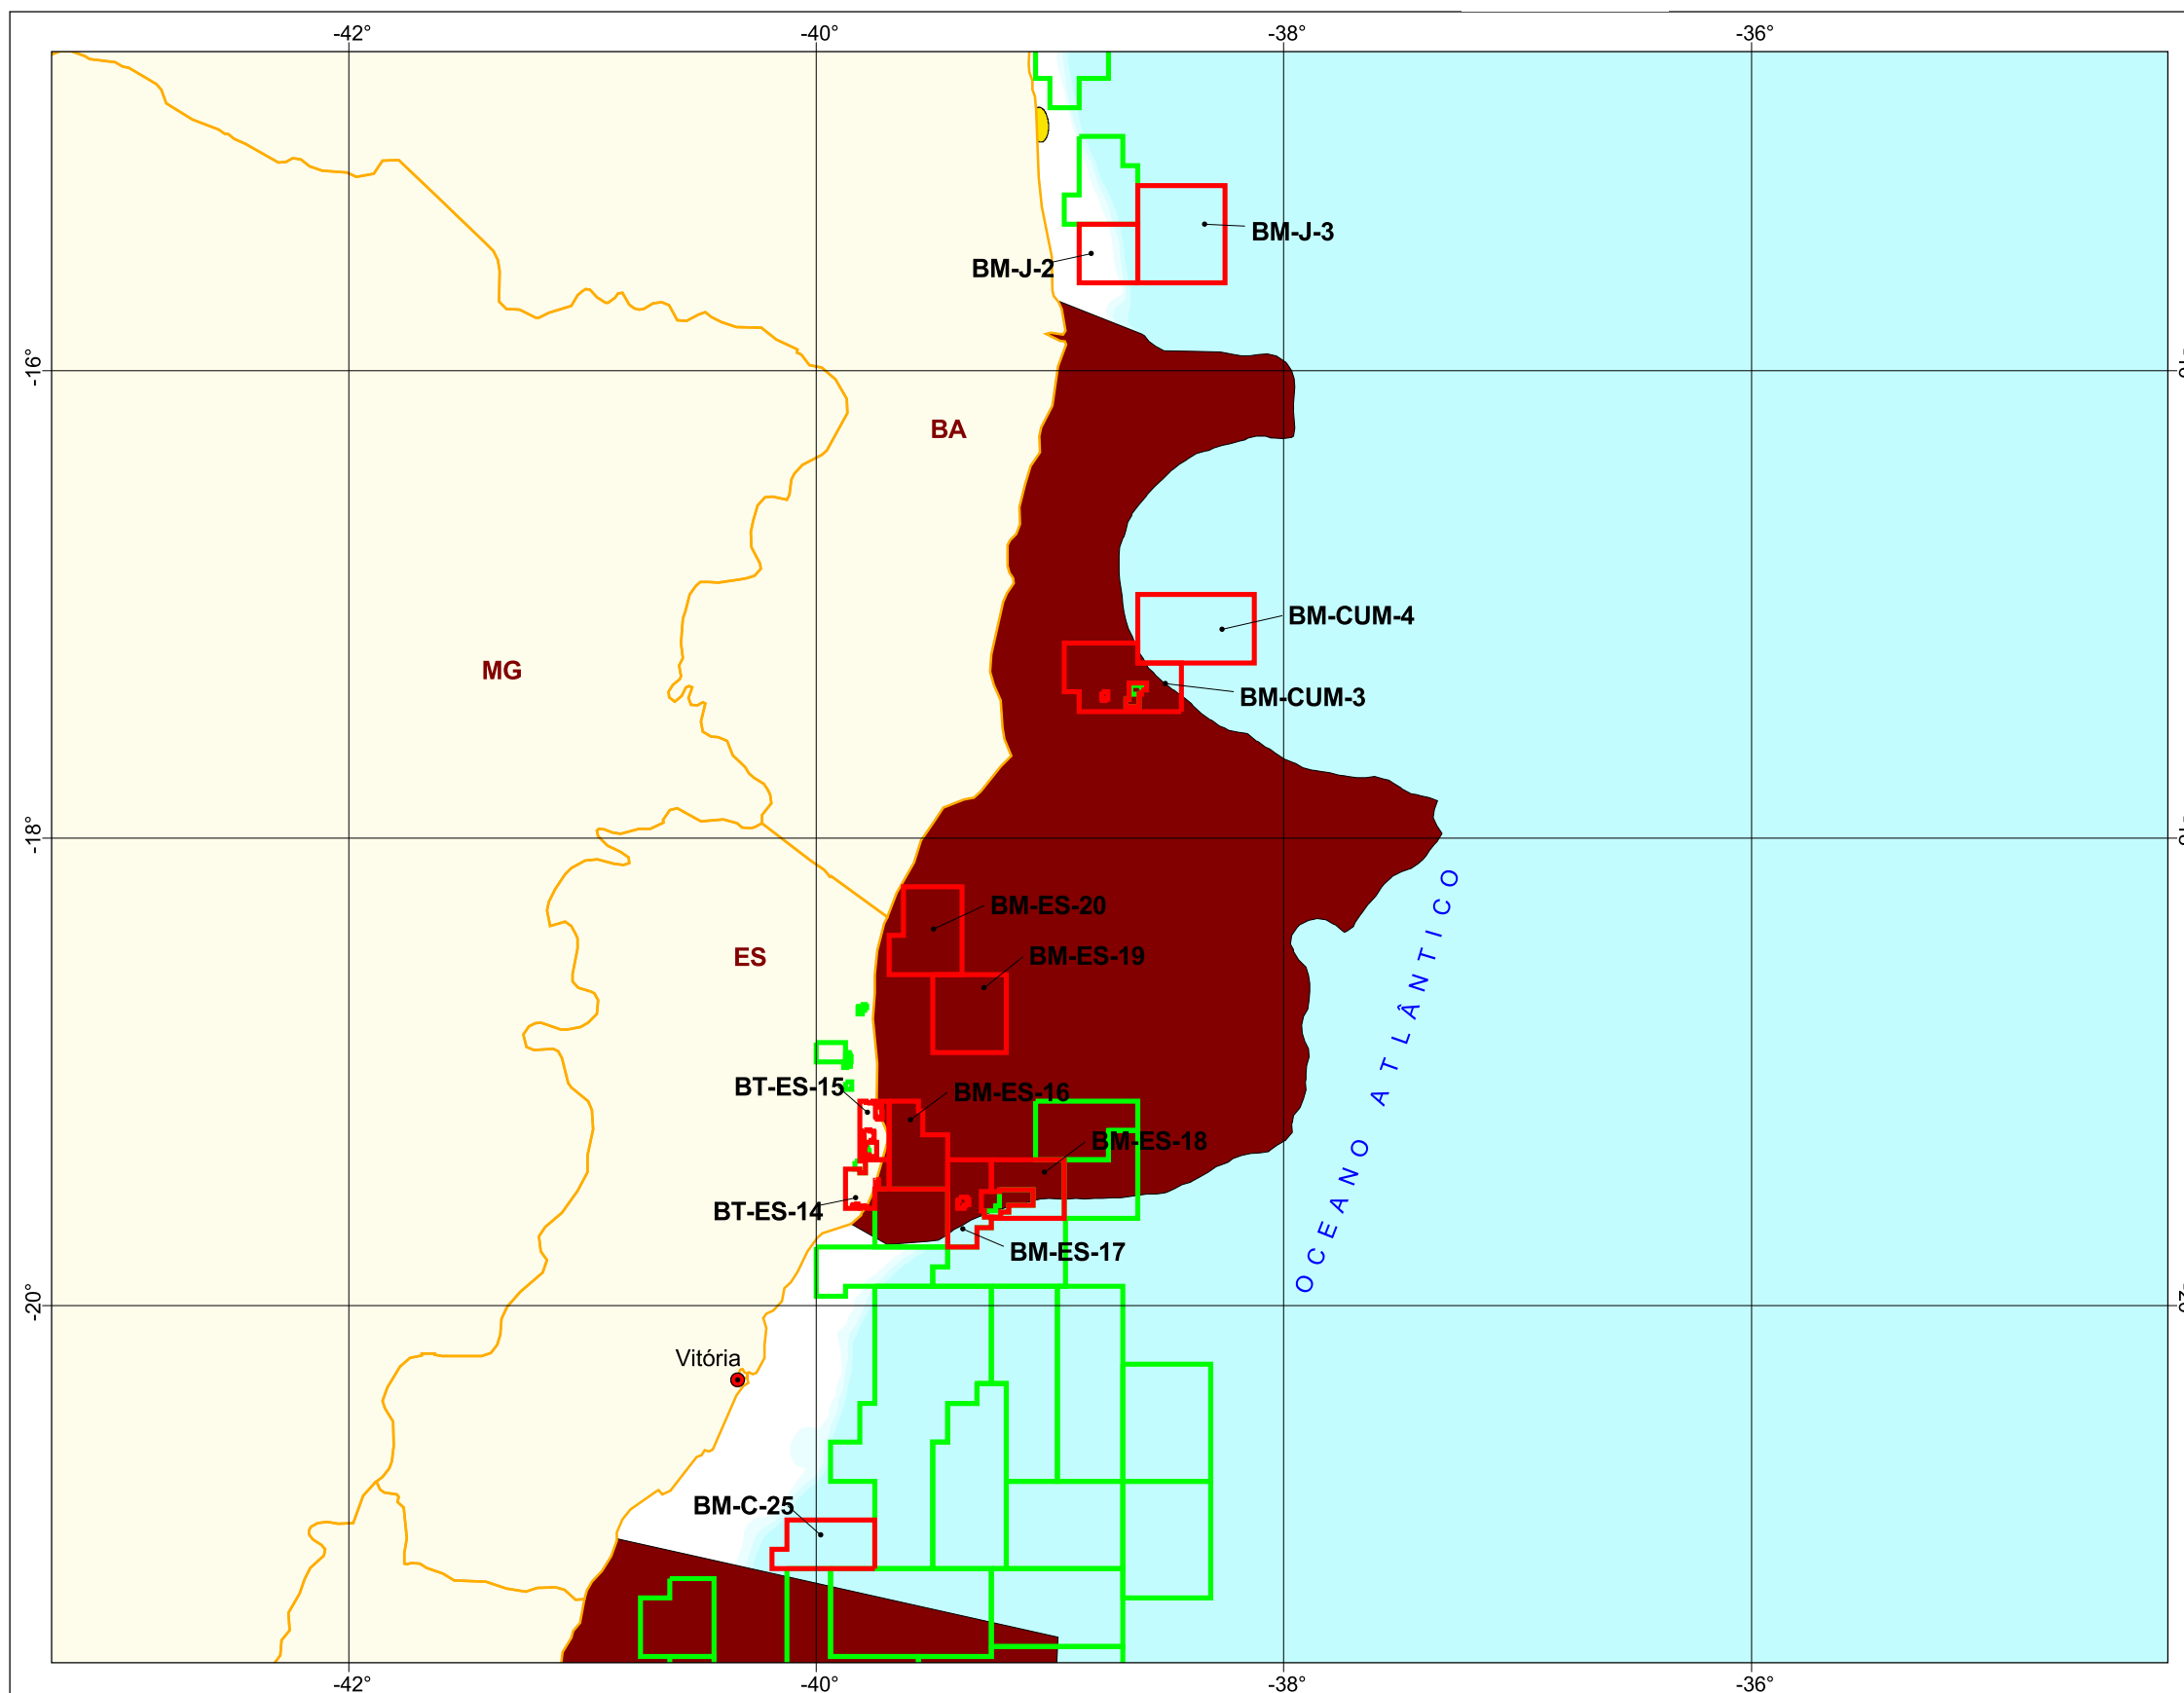 -42°
-40°
-38°
-36°
BM-J-3
BM-J-2
-16°
BA
BM-CUM-4
MG
BM-CUM-3
-18°
OCEANO ATLÂNTICO
BM-ES-20
ES
BM-ES-19
BT-ES-15
BM-ES-16
BM-ES-18
BT-ES-14
BM-ES-17
-20°
Vitória
BM-C-25
-42°
-40°
-38°
-36°